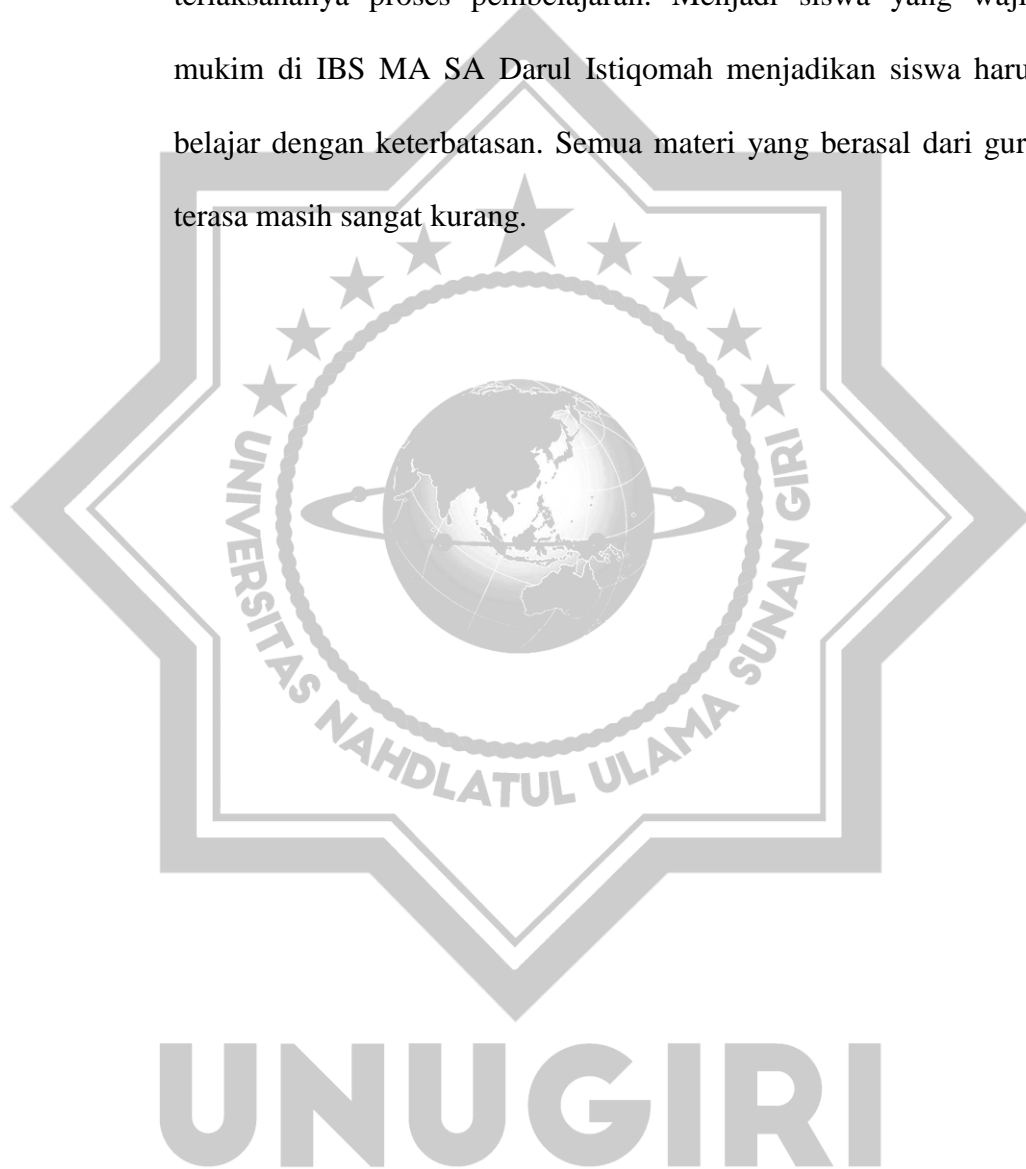 terlaksananya proses pembelajaran. Menjadi siswa yang waji
mukim di IBS MA SA Darul Istiqomah menjadikan siswa haru
belajar dengan keterbatasan. Semua materi yang berasal dari gur
terasa masih sangat kurang.
UNIVERSITAS NAHDLATUL ULAMA SUNAN GIRI
UNUGIRI